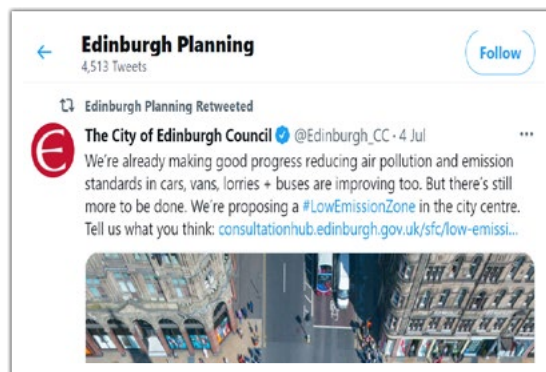 Edinburgh Planning
4,513 Tweets
Follow
Edinburgh Planning Retweeted
The City of Edinburgh Council @Edinburgh_CC · 4 Jul
We're already making good progress reducing air pollution and emission
standards in cars, vans, lorries + buses are improving too. But there's still
more to be done. We're proposing a #LowEmissionZone in the city centre.
Tell us what you think: consultationhub.edinburgh.gov.uk/sfc/low-emissi...